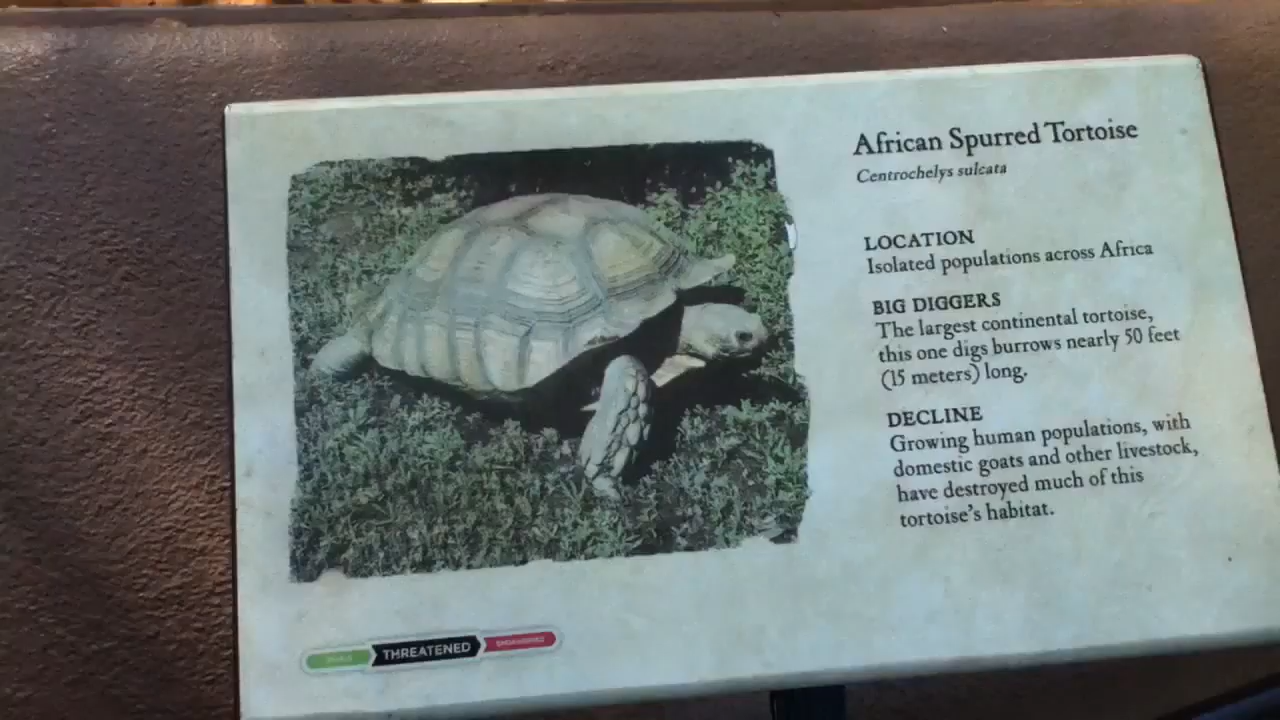 African Spurred Tortoise
Centrochelys sulcata
LOCATION
Isolated populations across Africa
BIG DIGGERS
The largest continental tortoise,
this one digs burrows nearly 50 feet
(15 meters) long.
DECLINE
Growing human populations, with
domestic goats and other livestock,
have destroyed much of this
tortoise's habitat.
THREATENED